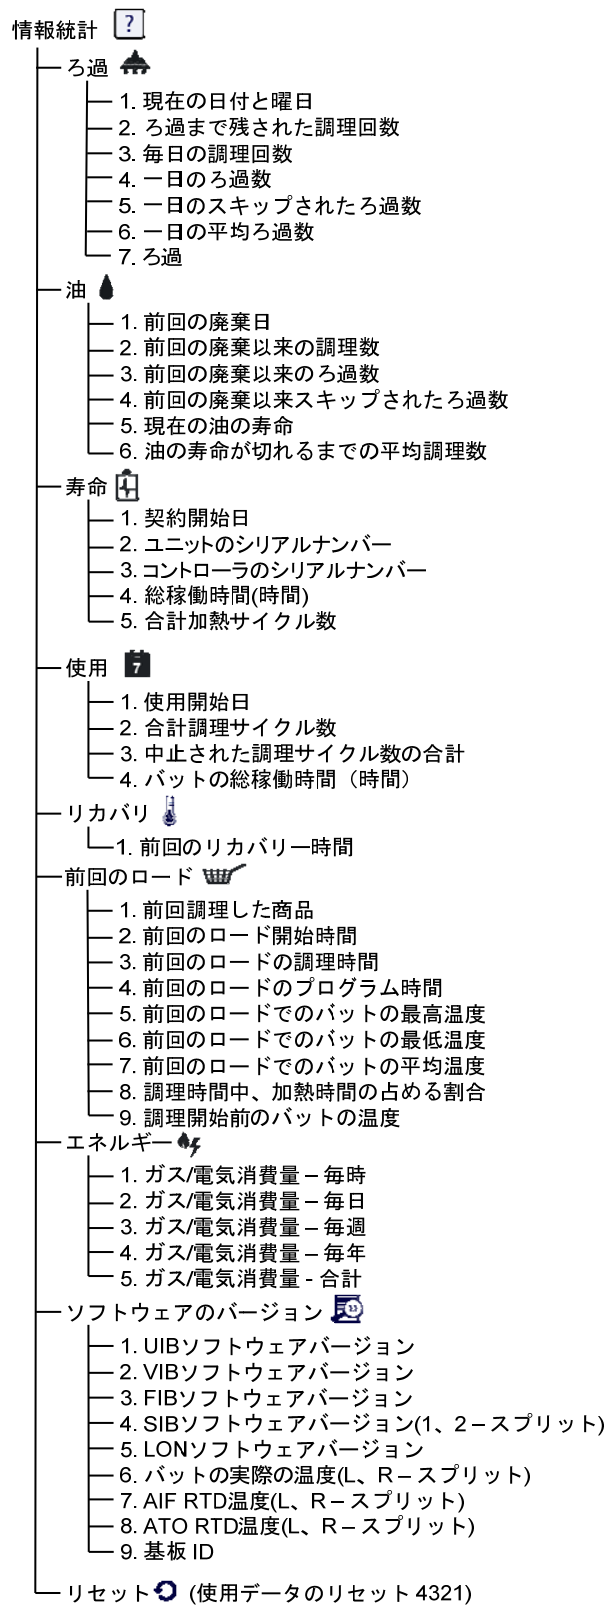 情報統計 ?
ろ過
1. 現在の日付と曜日
2. ろ過まで残された調理回数
3. 毎日の調理回数
4. 一日のろ過数
5. 一日のスキップされたろ過数
6. 一日の平均ろ過数
7. ろ過
油
1. 前回の廃棄日
2. 前回の廃棄以来の調理数
3. 前回の廃棄以来のろ過数
4. 前回の廃棄以来スキップされたろ過数
5. 現在の油の寿命
6. 油の寿命が切れるまでの平均調理数
寿命
1. 契約開始日
2. ユニットのシリアルナンバー
3. コントローラのシリアルナンバー
4. 総稼働時間(時間)
5. 合計加熱サイクル数
使用 7
1. 使用開始日
2. 合計調理サイクル数
3. 中止された調理サイクル数の合計
4. バットの総稼働時間（時間）
リカバリ
1. 前回のリカバリー時間
前回のロード
1. 前回調理した商品
2. 前回のロード開始時間
3. 前回のロードの調理時間
4. 前回のロードのプログラム時間
5. 前回のロードでのバットの最高温度
6. 前回のロードでのバットの最低温度
7. 前回のロードでのバットの平均温度
8. 調理時間中、加熱時間の占める割合
9. 調理開始前のバットの温度
エネルギー
1. ガス/電気消費量 – 毎時
2. ガス/電気消費量 – 毎日
3. ガス/電気消費量 – 毎週
4. ガス/電気消費量 – 毎年
5. ガス/電気消費量 - 合計
ソフトウェアのバージョン
1. UIBソフトウェアバージョン
2. VIBソフトウェアバージョン
3. FIBソフトウェアバージョン
4. SIBソフトウェアバージョン(1、2 – スプリット)
5. LONソフトウェアバージョン
6. バットの実際の温度(L、R – スプリット)
7. AIF RTD温度(L、R – スプリット)
8. ATO RTD温度(L、R – スプリット)
9. 基板 ID
リセット (使用データのリセット 4321)